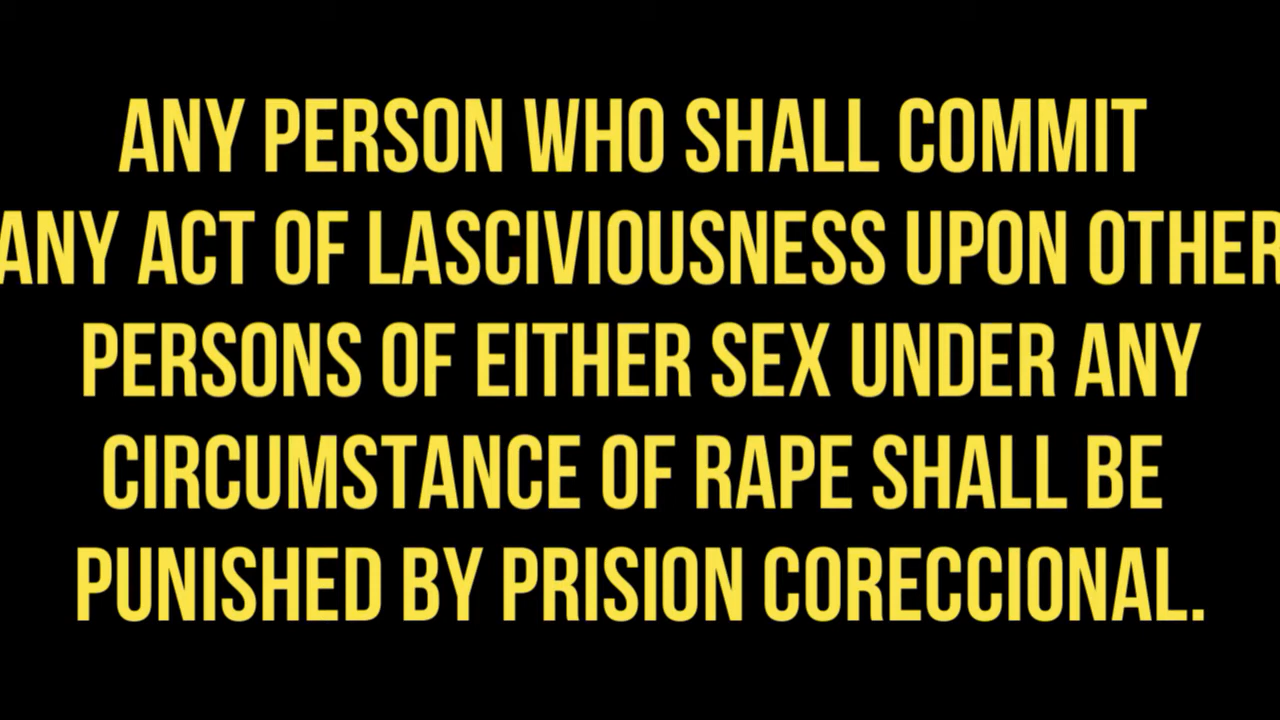 ANY PERSON WHO SHALL COMMIT
ANY ACT OF LASCIVIOUSNESS UPON OTHER
PERSONS OF EITHER SEX UNDER ANY
CIRCUMSTANCE OF RAPE SHALL BE
PUNISHED BY PRISION CORECCIONAL.